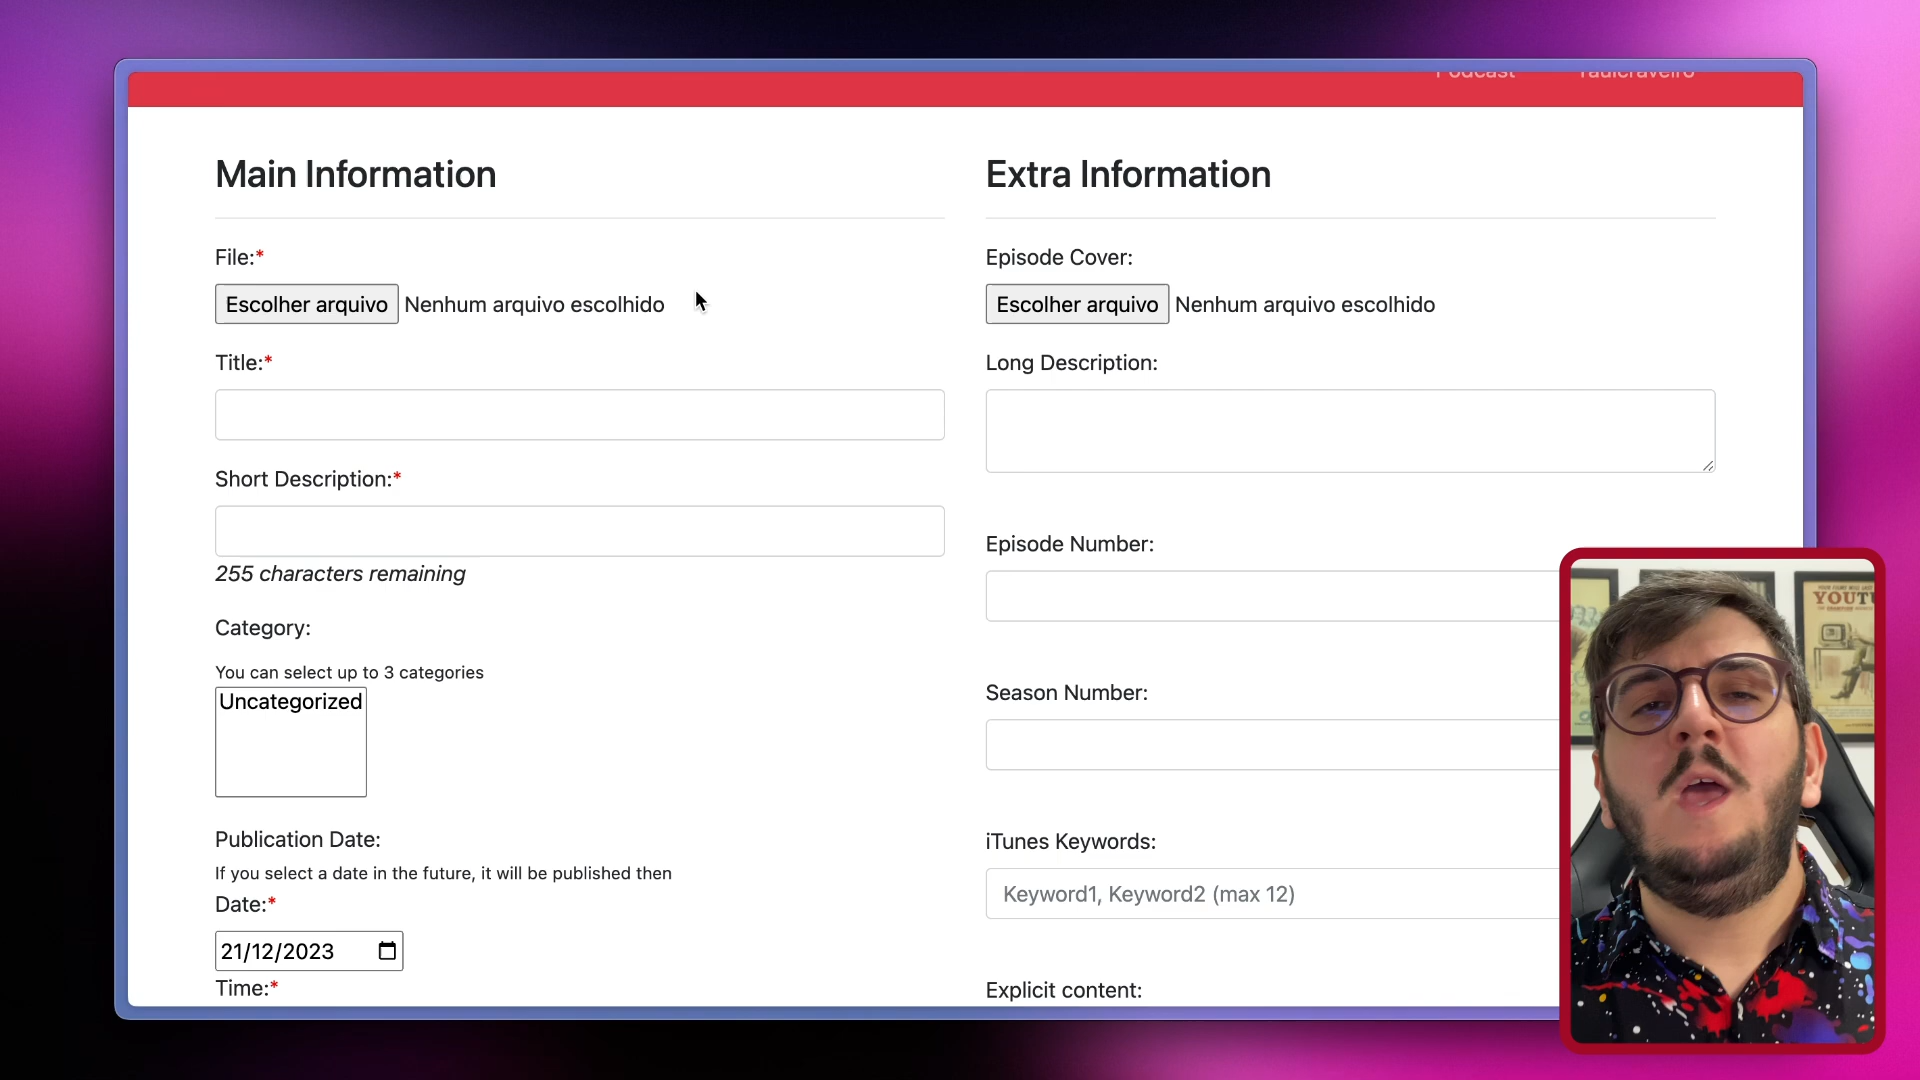 Podcast
raulcraveiro
Main Information
File:*
Escolher arquivo Nenhum arquivo escolhido
Title:*
Short Description:*
255 characters remaining
Category:
You can select up to 3 categories
Uncategorized
Publication Date:
If you select a date in the future, it will be published then
Date:*
21/12/2023
Time:*
Extra Information
Episode Cover:
Escolher arquivo Nenhum arquivo escolhido
Long Description:
Episode Number:
Season Number:
iTunes Keywords:
Keyword1, Keyword2 (max 12)
Explicit content:
YOUT